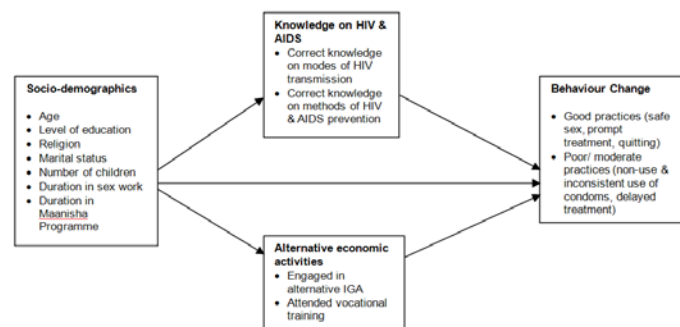 Knowledge on HIV &
AIDS
• Correct knowledge
on modes of HIV
transmission
• Correct knowledge
on methods of HIV
& AIDS prevention
Socio-demographics
• Age
• Level of education
• Religion
• Marital status
• Number of children
• Duration in sex work
• Duration in
Maanisha
Programme
Behaviour Change
• Good practices (safe
sex, prompt
treatment, quitting)
• Poor/ moderate
practices (non-use &
inconsistent use of
condoms, delayed
treatment)
Alternative economic
activities
• Engaged in
alternative IGA
• Attended vocational
training